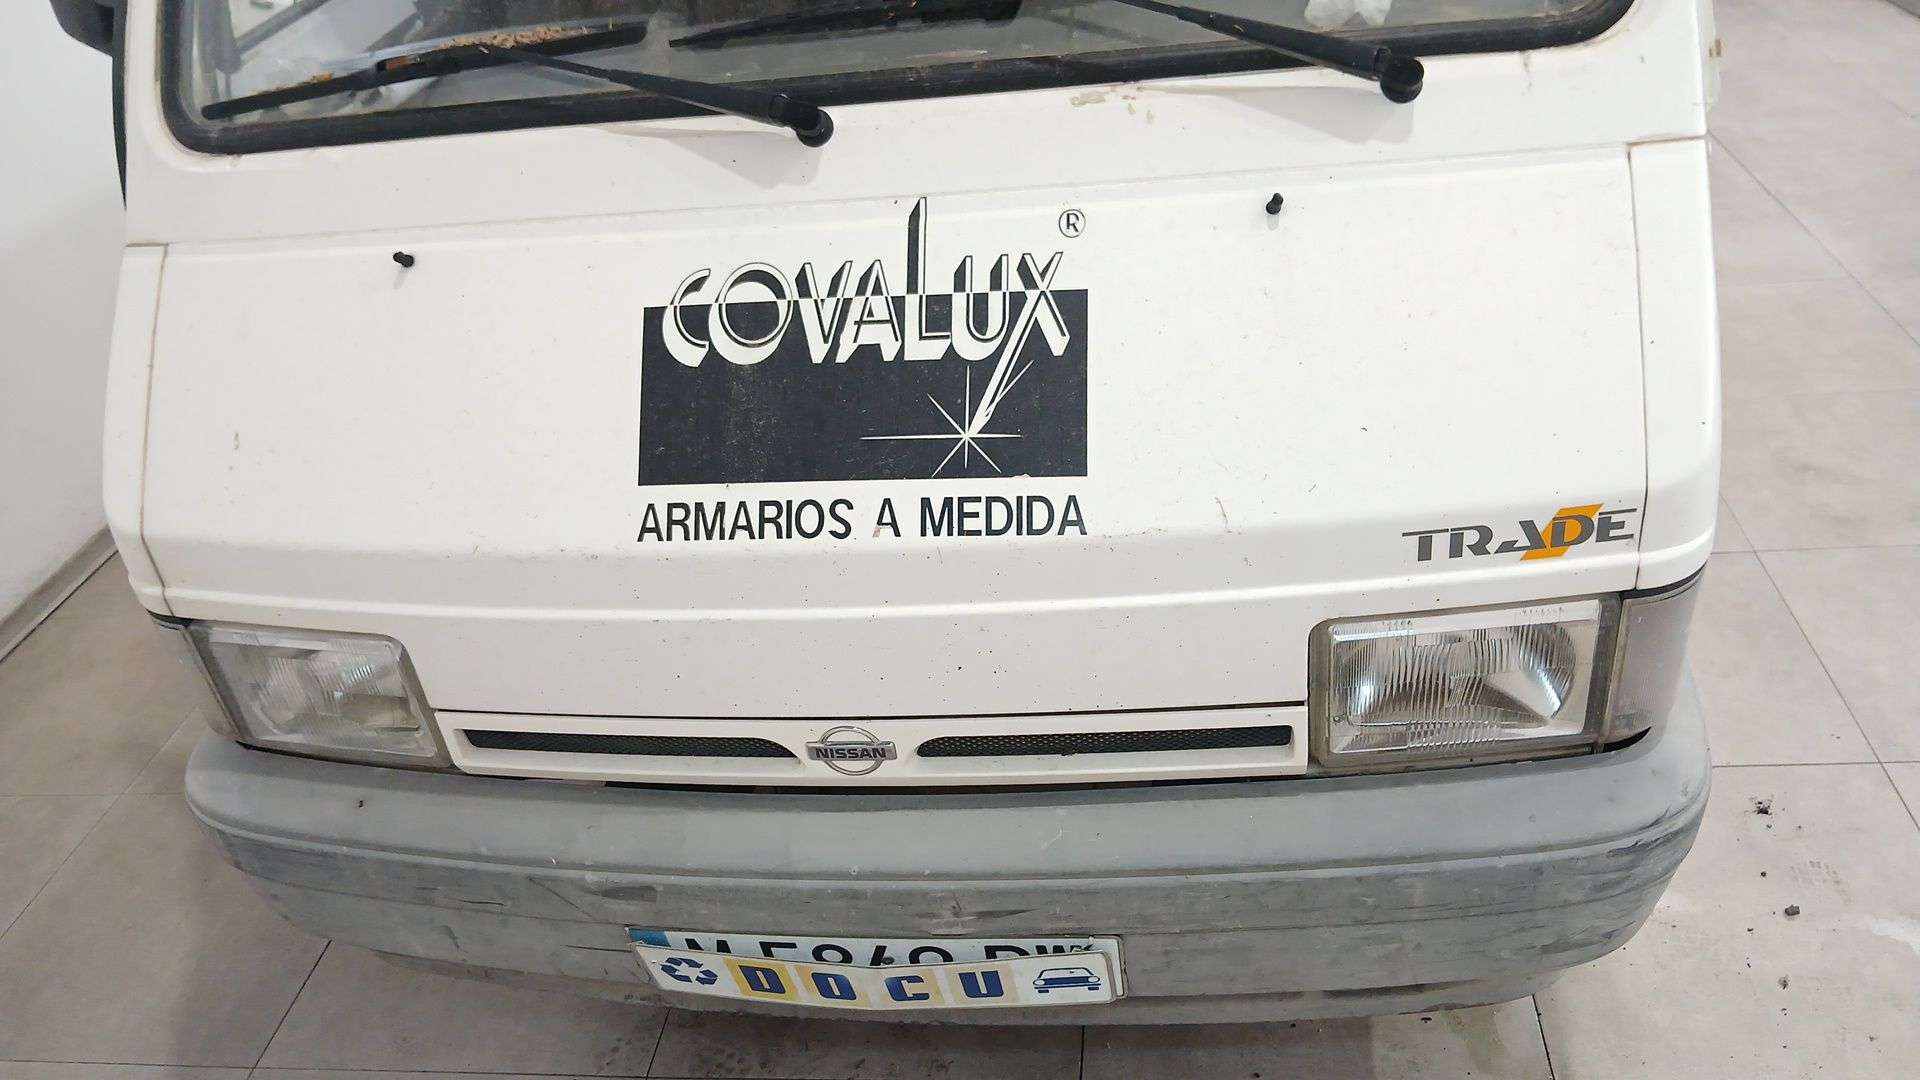 COVALUX®
ARMARIOS A MEDIDA
TRADE
NISSAN
DOCU